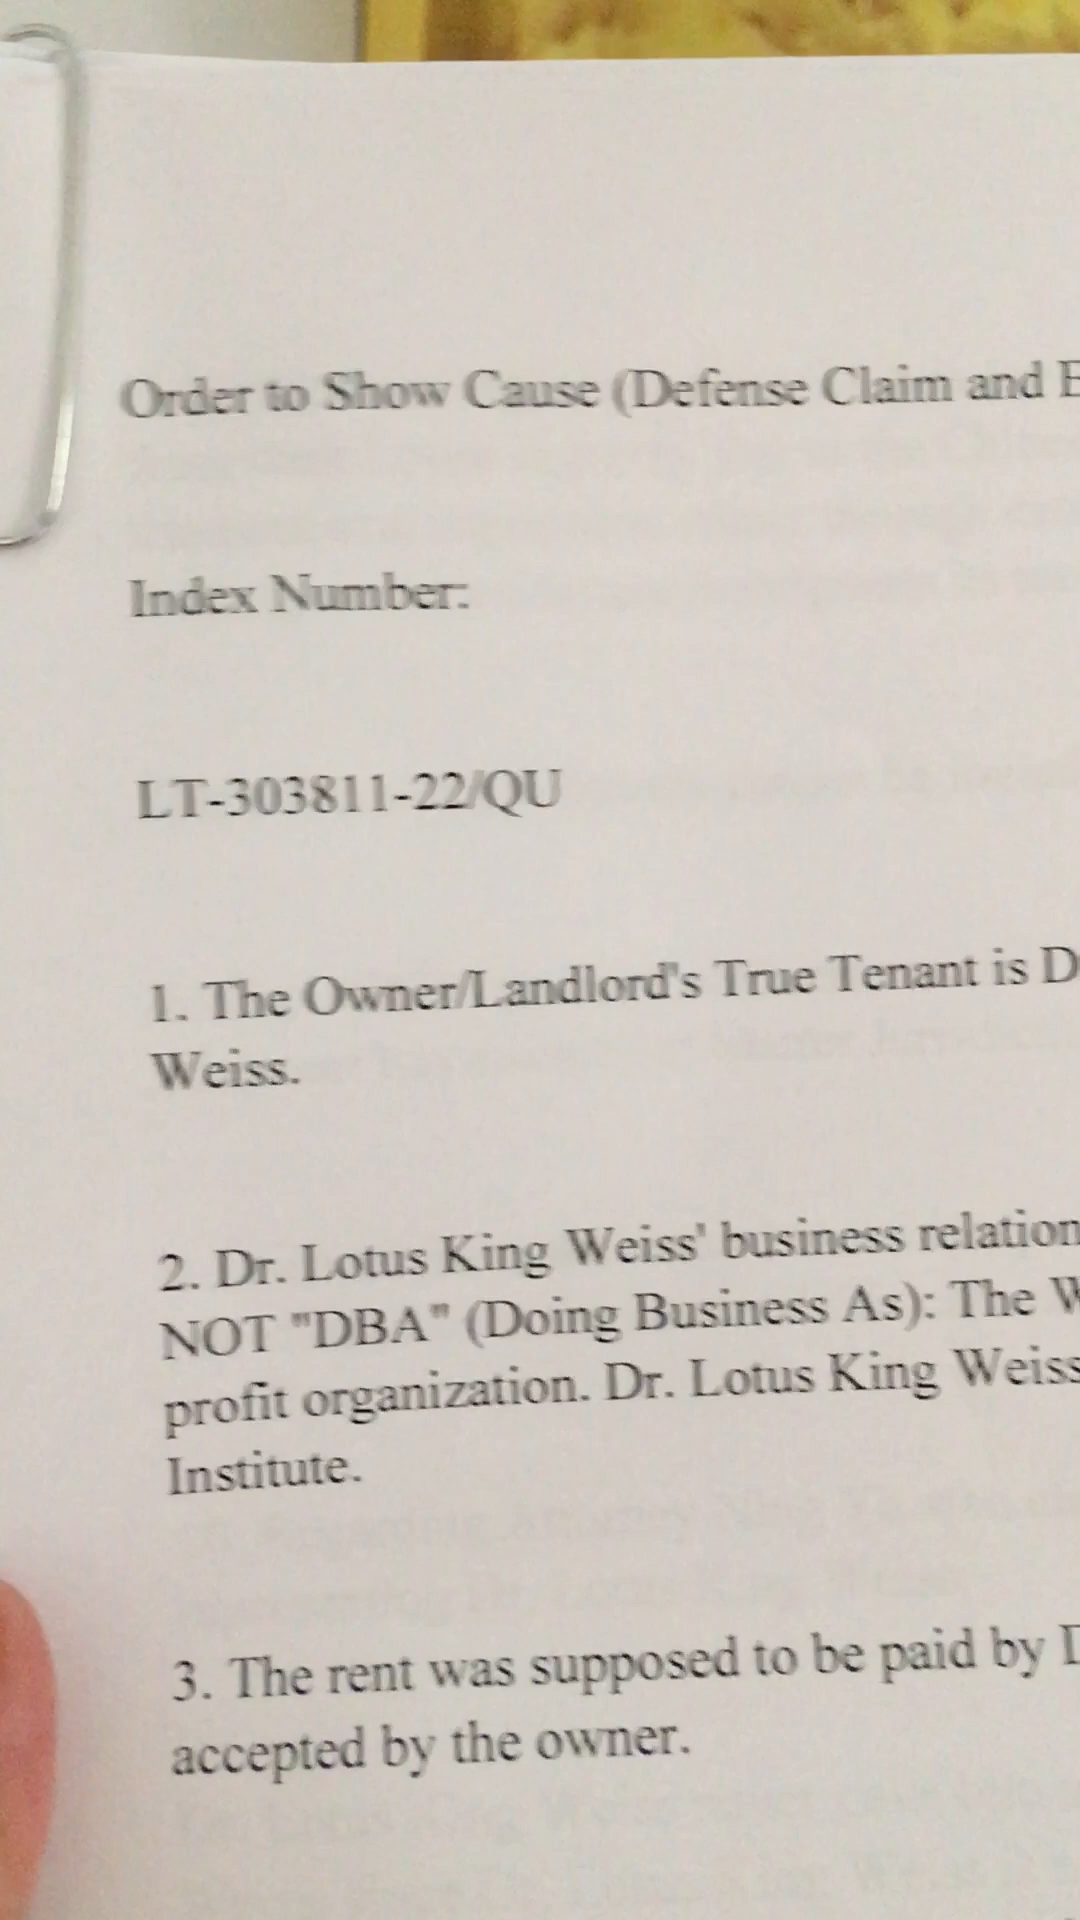 Order to Show Cause (Defense Claim and E
Index Number:
LT-303811-22/QU
1. The Owner/Landlord's True Tenant is D
Weiss.
2. Dr. Lotus King Weiss' business relation
NOT "DBA" (Doing Business As): The W
profit organization. Dr. Lotus King Weiss
Institute.
3. The rent was supposed to be paid by D
accepted by the owner.